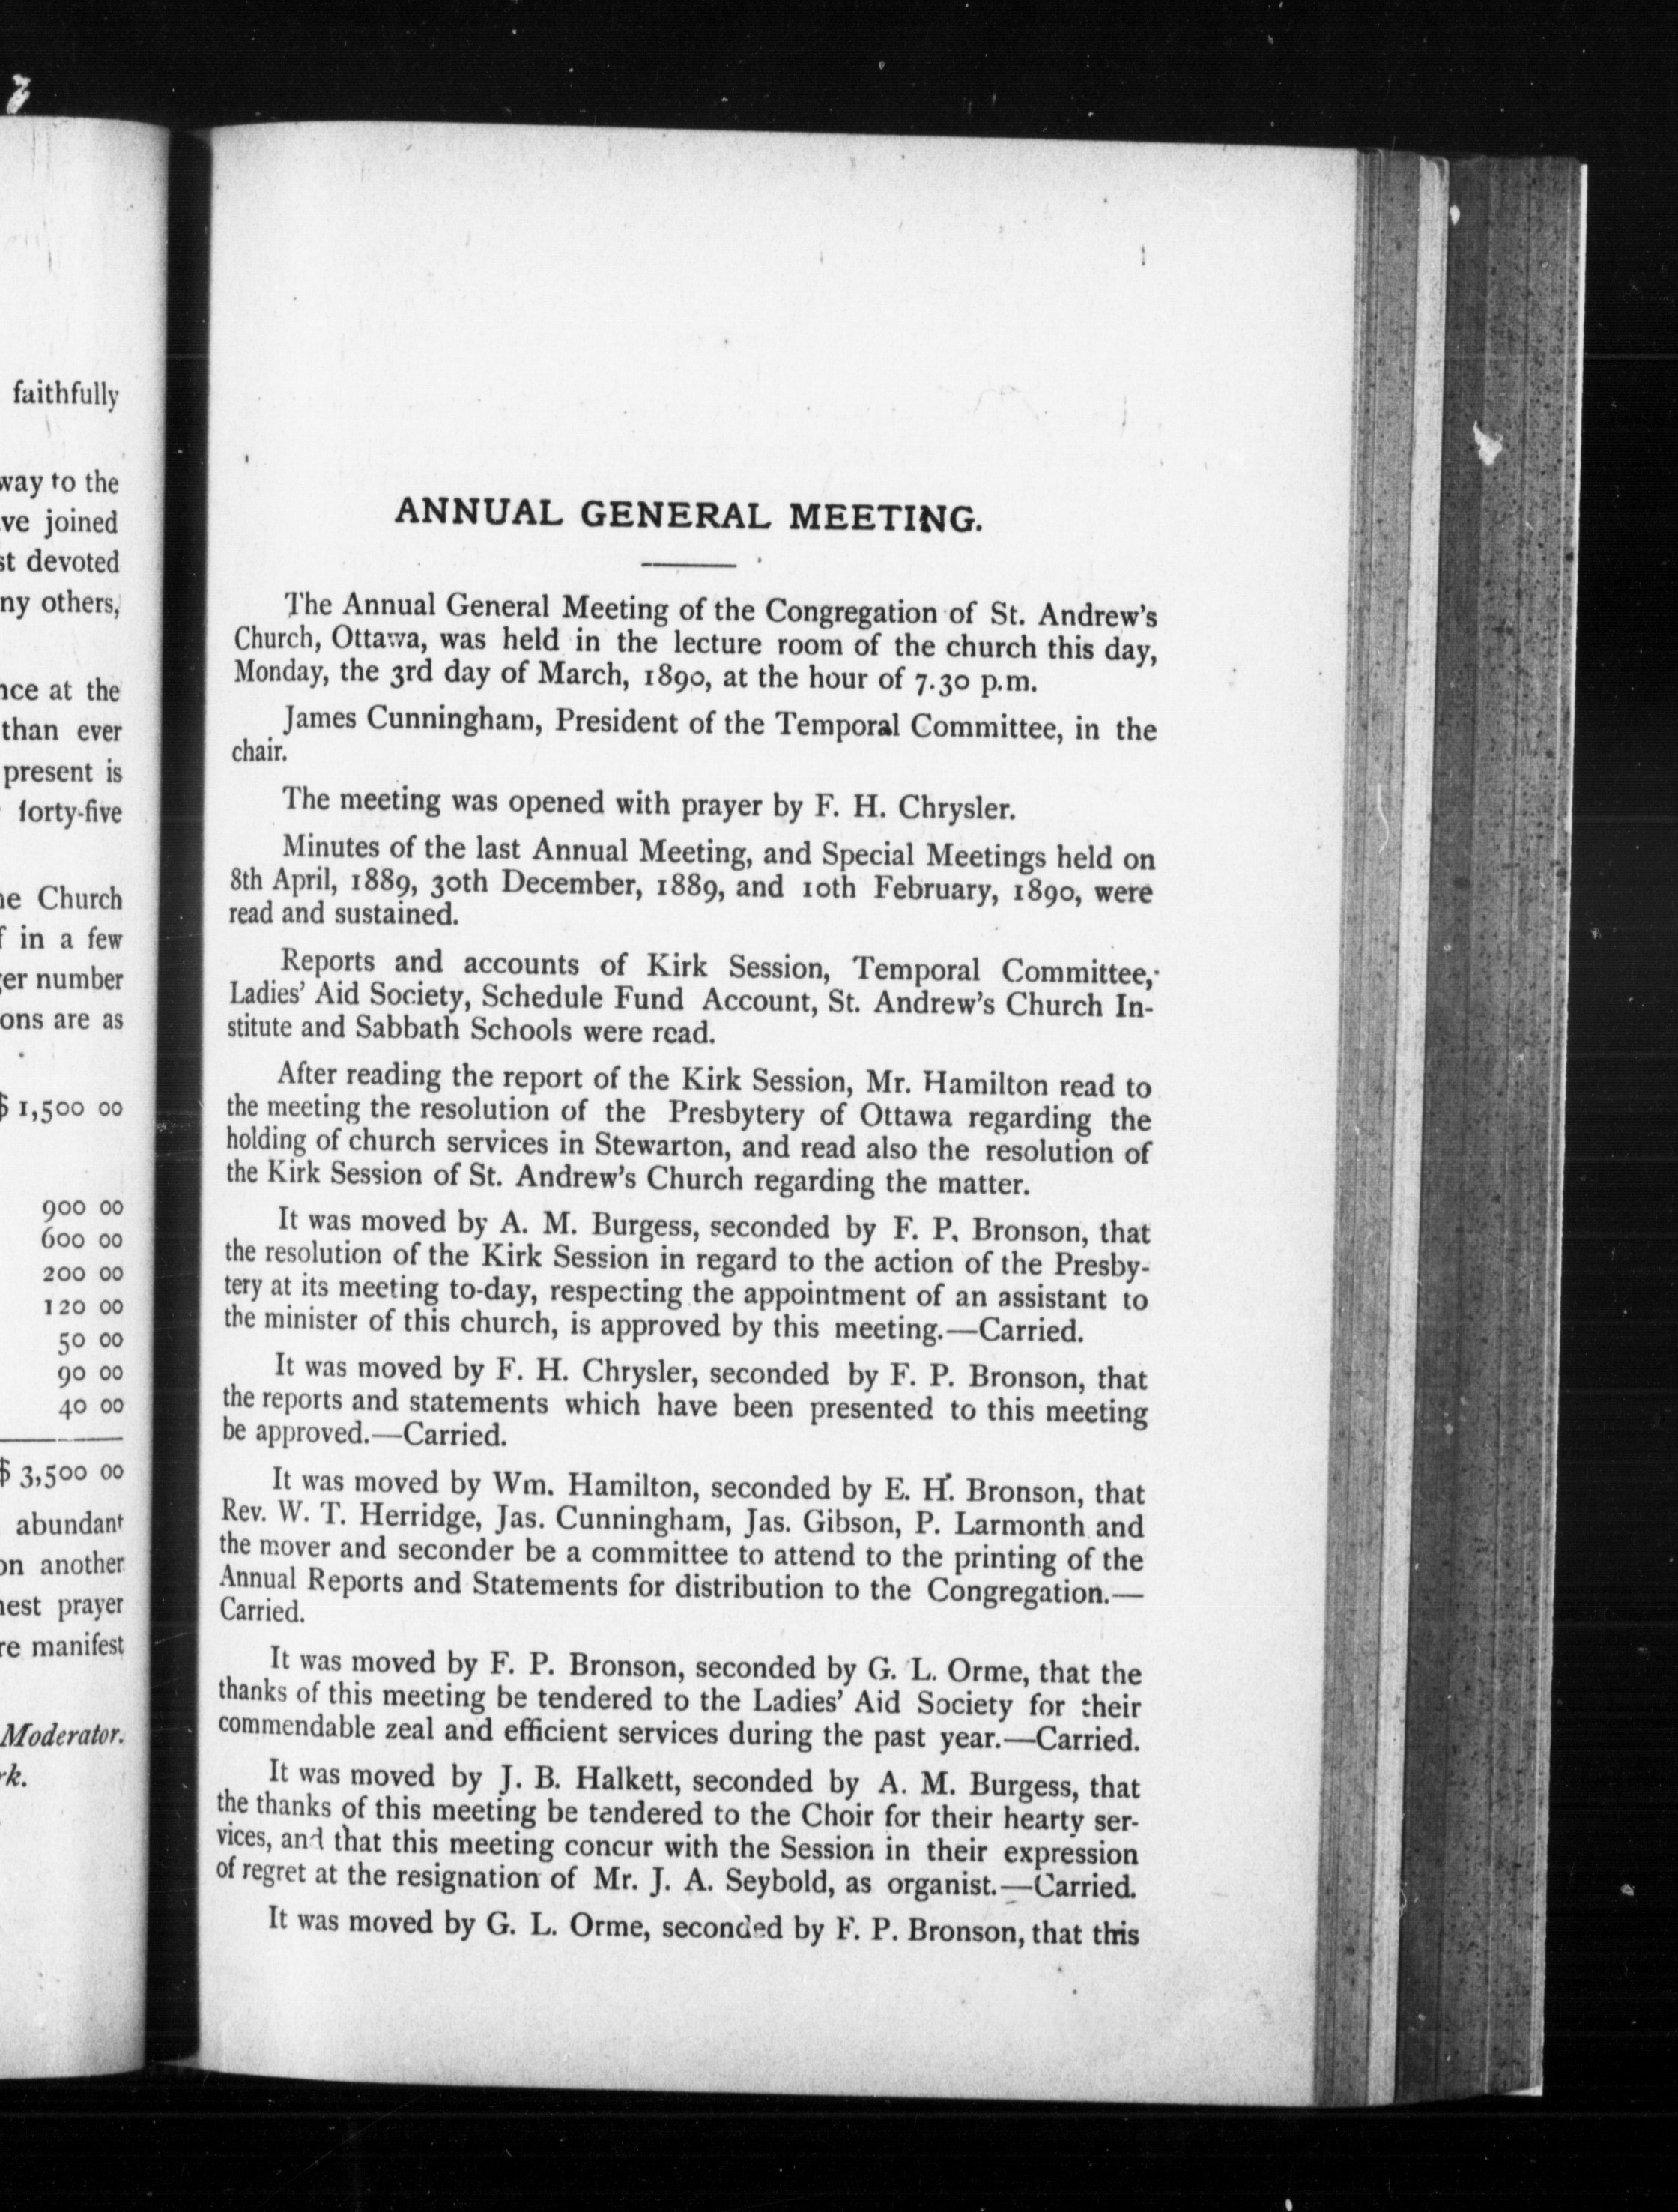 faithfully
way to the
ve joined
st devoted
ny others,
nce at the
than ever
present is
forty-five
he Church
f in a few
ger number
ons are as
$ 1,500 00
900 00
600 00
200 00
120 00
50 00
90 00
40 00
$ 3,500 00
abundant
on another
nest prayer
re manifest
Moderator.
rk.
ANNUAL GENERAL MEETING.
The Annual General Meeting of the Congregation of St. Andrew's
Church, Ottawa, was held in the lecture room of the church this day,
Monday, the 3rd day of March, 1890, at the hour of 7.30 p.m.
James Cunningham, President of the Temporal Committee, in the
chair.
The meeting was opened with prayer by F. H. Chrysler.
Minutes of the last Annual Meeting, and Special Meetings held on
8th April, 1889, 30th December, 1889, and 10th February, 1890, were
read and sustained.
Reports and accounts of Kirk Session, Temporal Committee,
Ladies' Aid Society, Schedule Fund Account, St. Andrew's Church In-
stitute and Sabbath Schools were read.
After reading the report of the Kirk Session, Mr. Hamilton read to
the meeting the resolution of the Presbytery of Ottawa regarding the
holding of church services in Stewarton, and read also the resolution of
the Kirk Session of St. Andrew's Church regarding the matter.
It was moved by A. M. Burgess, seconded by F. P. Bronson, that
the resolution of the Kirk Session in regard to the action of the Presby-
tery at its meeting to-day, respecting the appointment of an assistant to
the minister of this church, is approved by this meeting.—Carried.
It was moved by F. H. Chrysler, seconded by F. P. Bronson, that
the reports and statements which have been presented to this meeting
be approved.—Carried.
It was moved by Wm. Hamilton, seconded by E. H. Bronson, that
Rev. W. T. Herridge, Jas. Cunningham, Jas. Gibson, P. Larmonth and
the mover and seconder be a committee to attend to the printing of the
Annual Reports and Statements for distribution to the Congregation.—
Carried.
It was moved by F. P. Bronson, seconded by G. L. Orme, that the
thanks of this meeting be tendered to the Ladies' Aid Society for their
commendable zeal and efficient services during the past year.—Carried.
It was moved by J. B. Halkett, seconded by A. M. Burgess, that
the thanks of this meeting be tendered to the Choir for their hearty ser-
vices, and that this meeting concur with the Session in their expression
of regret at the resignation of Mr. J. A. Seybold, as organist.—Carried.
It was moved by G. L. Orme, seconded by F. P. Bronson, that this